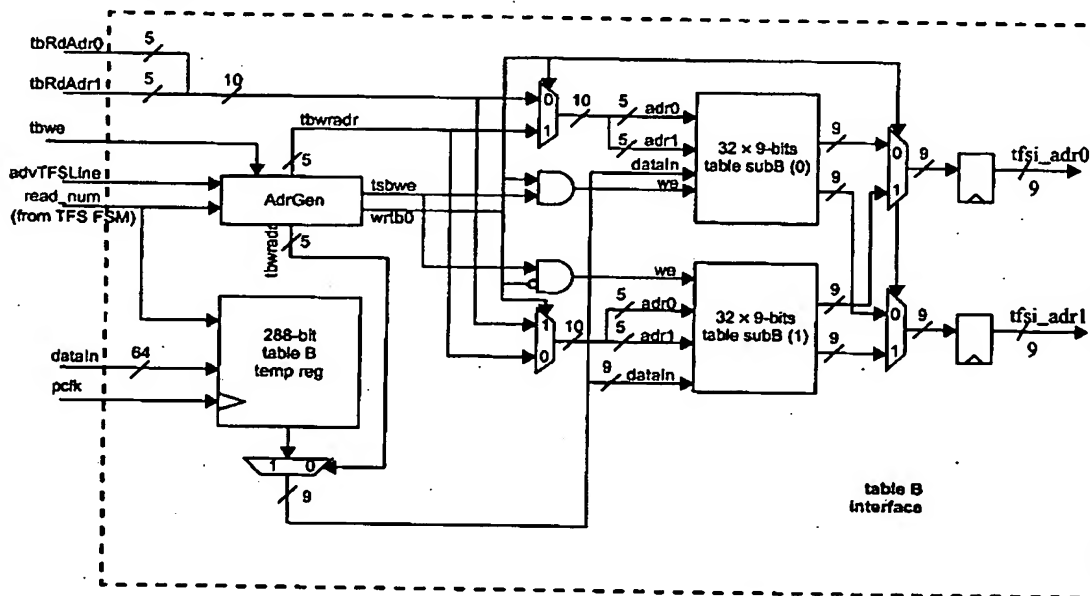 tbRdAdr0
5
tbRdAdr1
5
10
tbwe
tbwradr
5
advTFSLine
read_num
(from TFS FSM)
AdrGen
tsbwe
wrtb0
tbwradr
5
0
1
10
5
adr0
5
adr1
dataIn
we
32 × 9-bits
table subB (0)
9
9
0
1
9
tfsi_adr0
9
we
1
0
10
5
adr0
5
adr1
9
dataIn
32 × 9-bits
table subB (1)
9
9
0
1
9
tfsi_adr1
9
288-bit
table B
temp reg
dataIn
64
pclk
1 0
9
table B
interface